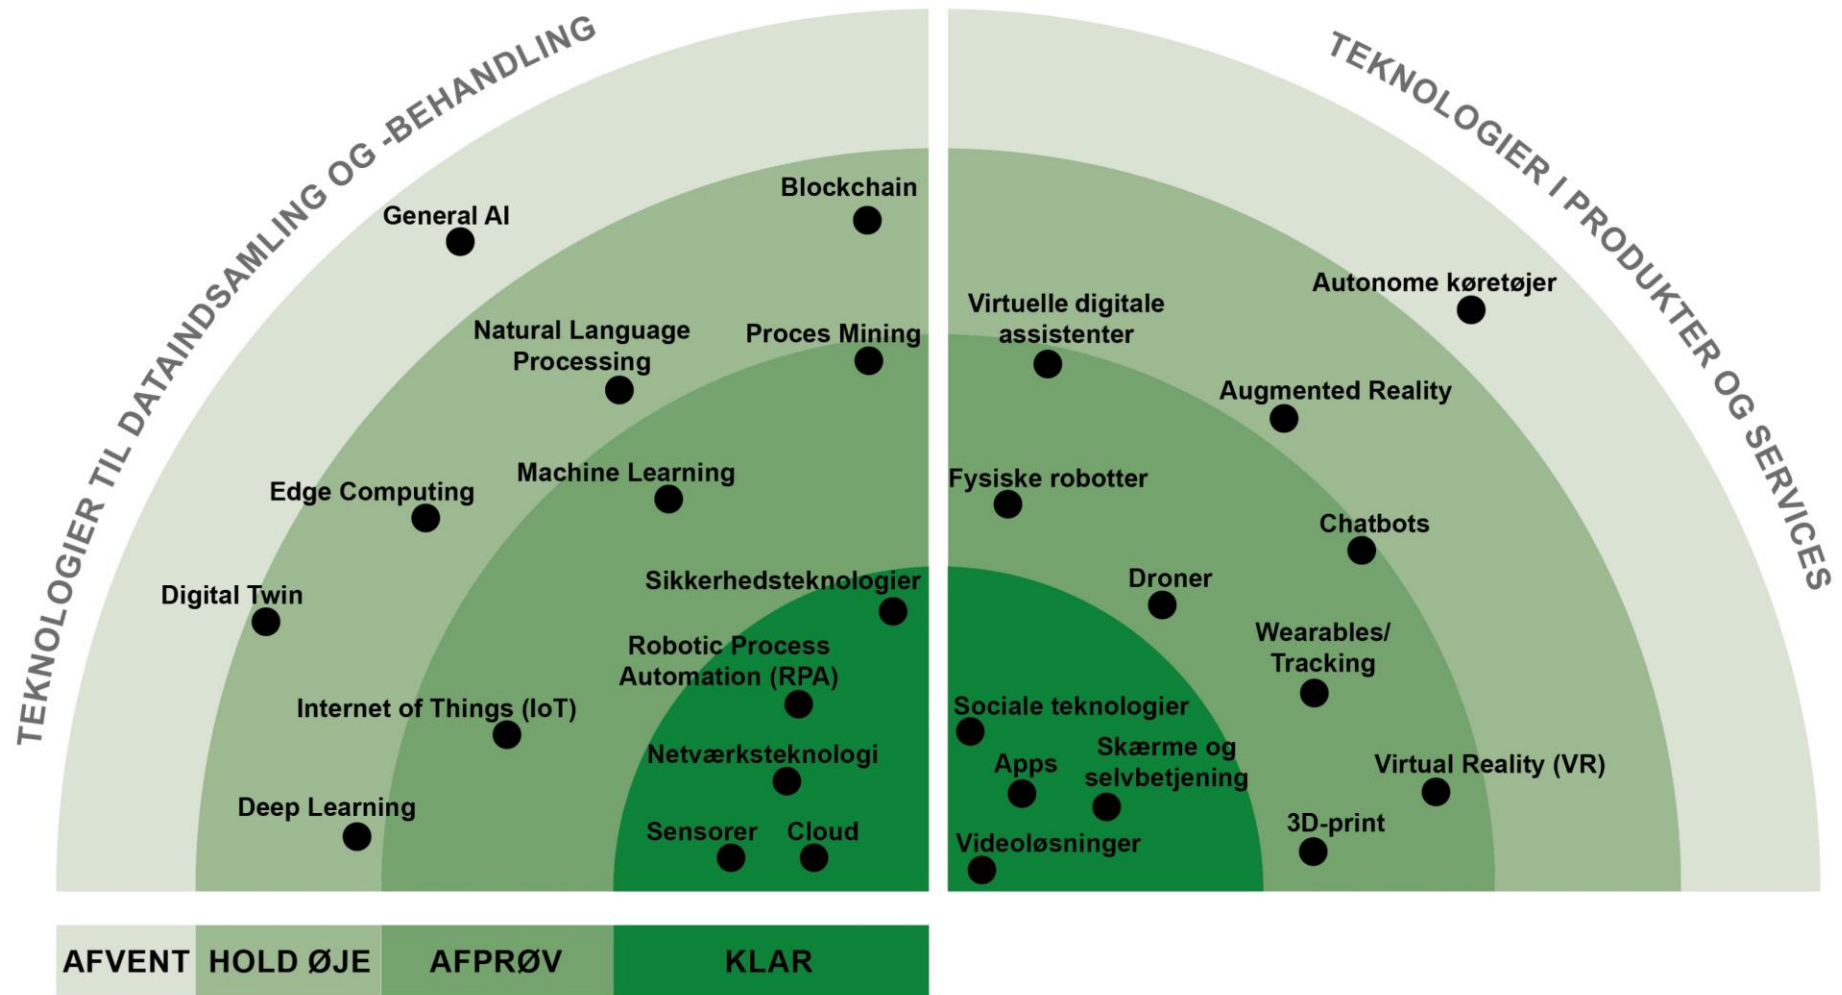 TEKNOLOGIER TIL DATAINDSAMLING OG -BEHANDLING
General AI
Blockchain
Natural Language
Processing
Proces Mining
Machine Learning
Edge Computing
Sikkerhedsteknologier
Digital Twin
Robotic Process
Automation (RPA)
Internet of Things (IoT)
Netværksteknologi
Deep Learning
Sensorer
Cloud
TEKNOLOGIER I PRODUKTER OG SERVICES
Autonome køretøjer
Virtuelle digitale
assistenter
Augmented Reality
Fysiske robotter
Chatbots
Droner
Wearables/
Tracking
Sociale teknologier
Skærme og
selvbetjening
Apps
Virtual Reality (VR)
3D-print
Videoløsninger
AFVENT
HOLD ØJE
AFPRØV
KLAR